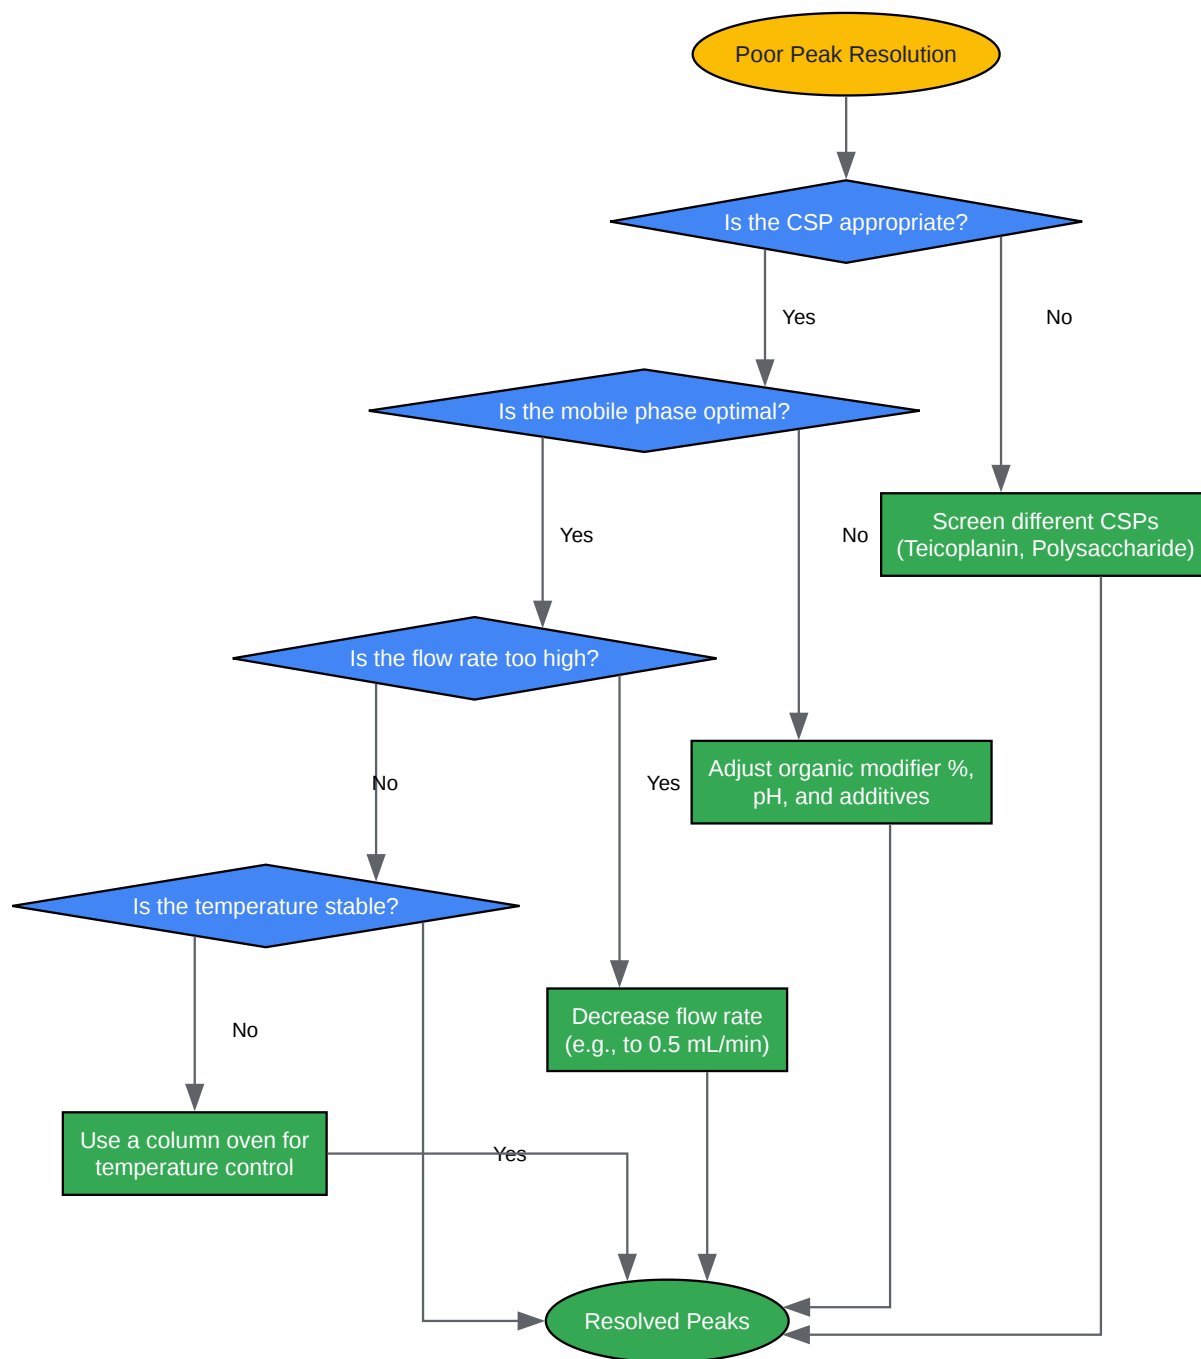 Poor Peak Resolution
Is the CSP appropriate?
Yes
No
Is the mobile phase optimal?
Yes
No
Screen different CSPs
(Teicoplanin, Polysaccharide)
Is the flow rate too high?
No
Yes
Adjust organic modifier %,
pH, and additives
Is the temperature stable?
No
Decrease flow rate
(e.g., to 0.5 mL/min)
Use a column oven for
temperature control
Yes
Resolved Peaks